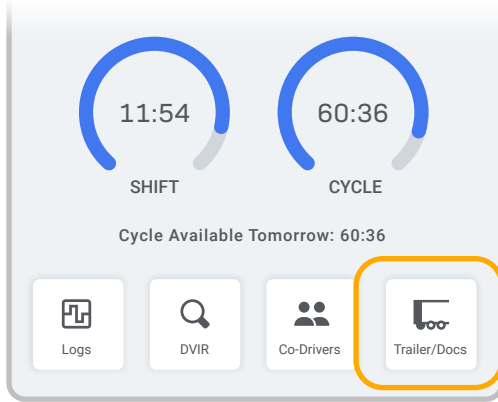 11:54 60:36
SHIFT CYCLE
Cycle Available Tomorrow: 60:36
Logs DVIR Co-Drivers Trailer/Docs